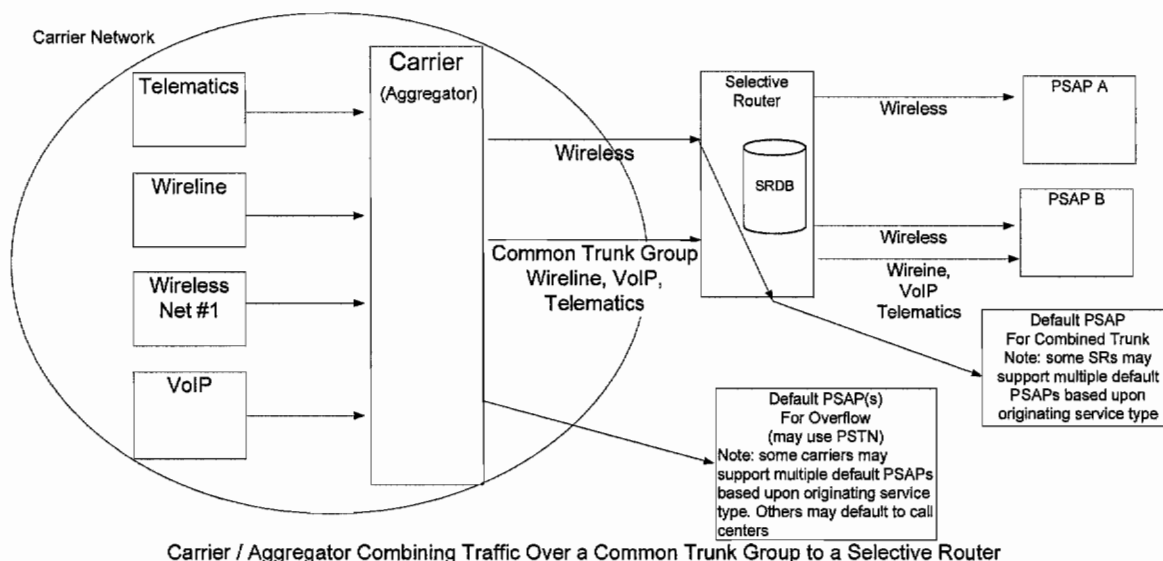 Carrier Network
Telematics
Wireline
Wireless
Net #1
VoIP
Carrier
(Aggregator)
Wireless
Common Trunk Group
Wireline, VoIP,
Telematics
Selective
Router
SRDB
Wireless
Wireless
Wireine,
VoIP
Telematics
PSAP A
PSAP B
Default PSAP
For Combined Trunk
Note: some SRs may
support multiple default
PSAPs based upon
originating service type
Default PSAP(s)
For Overflow
(may use PSTN)
Note: some carriers may
support multiple default PSAPs
based upon originating service
type. Others may default to call
centers
Carrier / Aggregator Combining Traffic Over a Common Trunk Group to a Selective Router